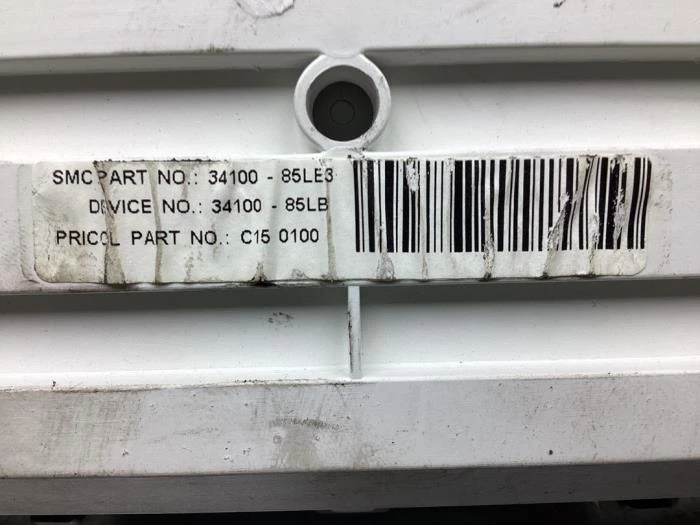 SMC PART NO.: 34100 - 85LE3
DEVICE NO.: 34100 - 85LB
PRICOL PART NO.: C15 0100